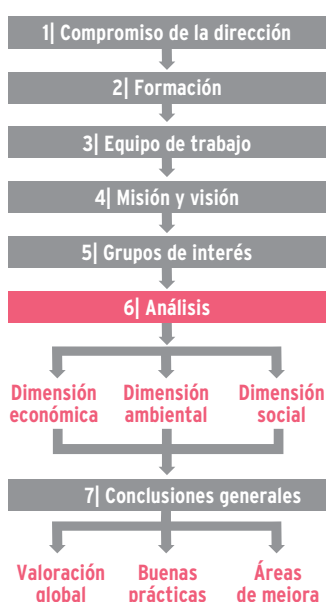 1| Compromiso de la dirección
2| Formación
3| Equipo de trabajo
4| Misión y visión
5| Grupos de interés
6| Análisis
Dimensión económica
Dimensión ambiental
Dimensión social
7| Conclusiones generales
Valoración global
Buenas prácticas
Áreas de mejora